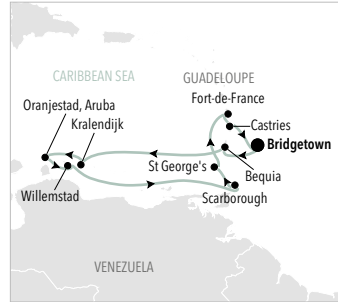 CARIBBEAN SEA
GUADELOUPE
Fort-de-France
Oranjestad, Aruba
Kralendijk
Castries
Bridgetown
St George's
Bequia
Willemstad
Scarborough
VENEZUELA